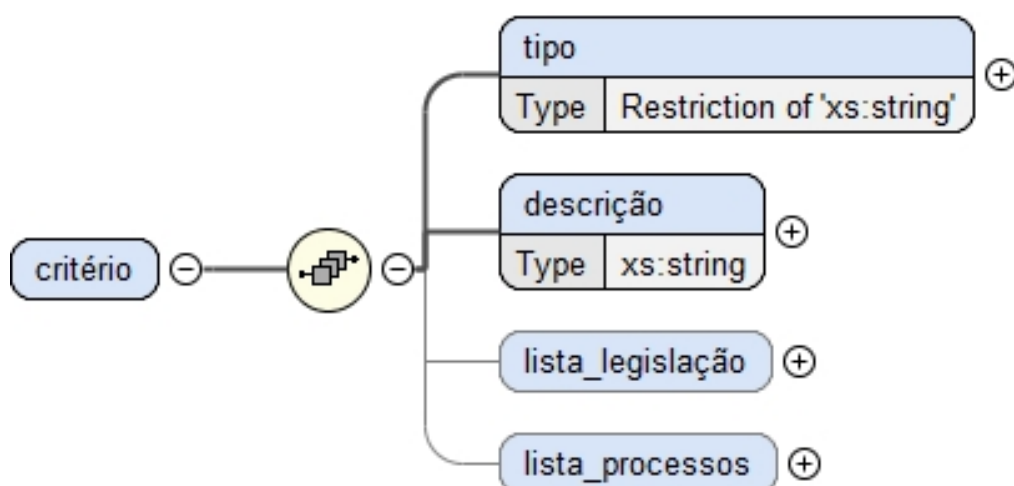 tipo
Type Restriction of 'xs:string'
descrição
Type xs:string
critério
lista_legislação
lista_processos